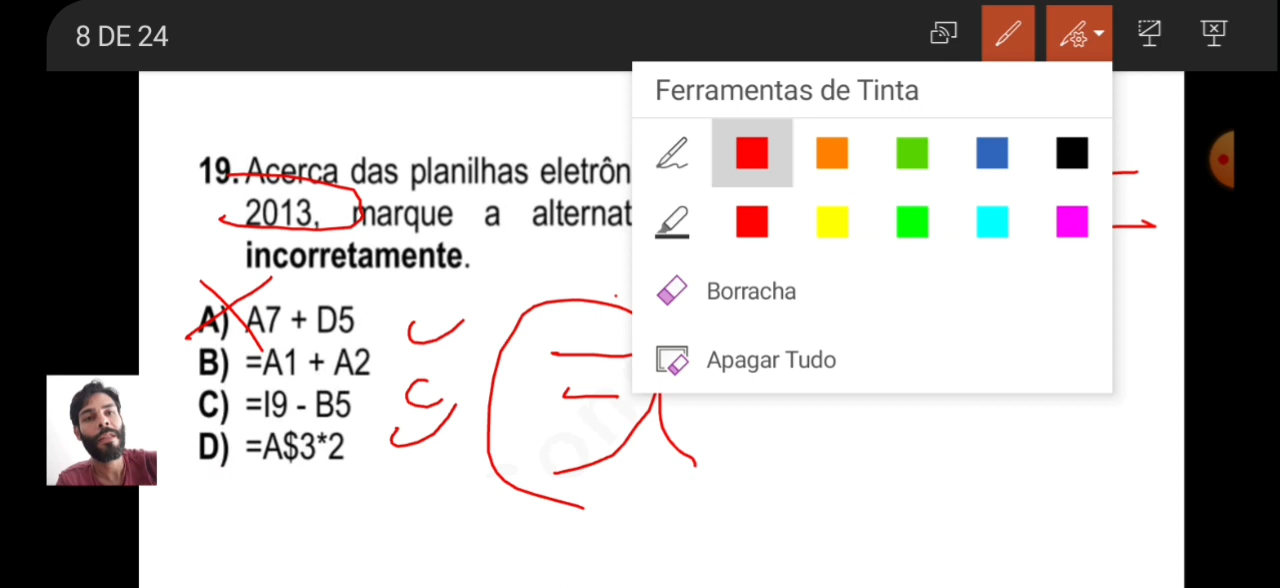 8 DE 24
Ferramentas de Tinta
19. Acerca das planilhas eletrôn
2013, marque a alternat
incorretamente.
Borracha
Apagar Tudo
A) A7 + D5
B) =A1 + A2
C) =I9 - B5
D) =A$3*2